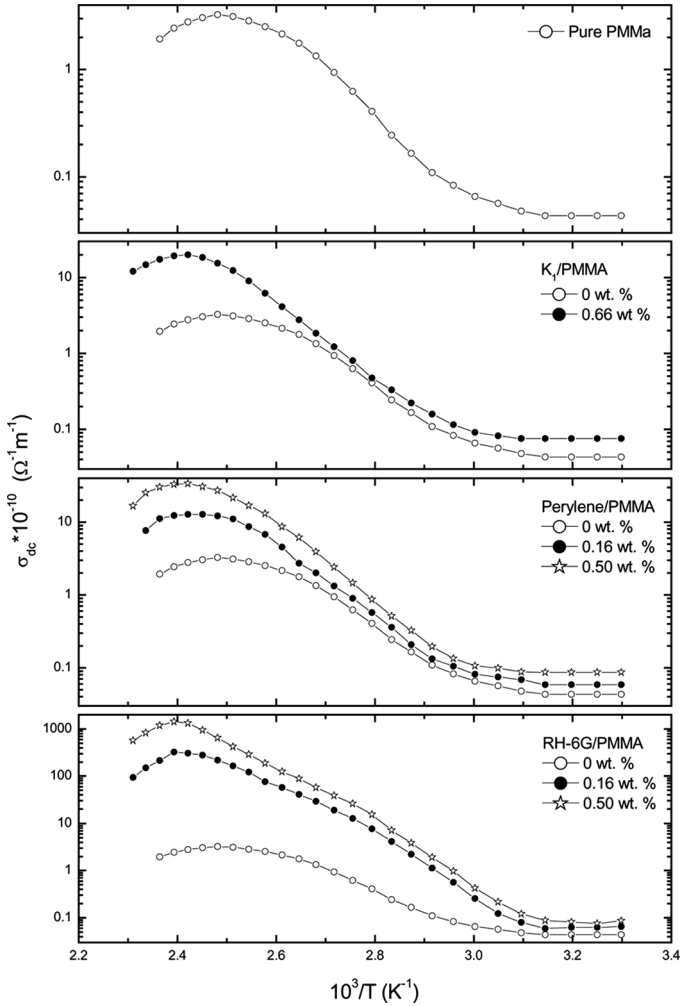 Pure PMMa
1
0.1
K₁/PMMA
0 wt. %
0.66 wt %
10
1
0.1
σdc*10⁻¹⁰ (Ω⁻¹m⁻¹)
Perylene/PMMA
0 wt. %
0.16 wt. %
0.50 wt. %
10
1
0.1
RH-6G/PMMA
0 wt. %
0.16 wt. %
0.50 wt. %
1000
100
10
1
0.1
2.2 2.4 2.6 2.8 3.0 3.2 3.4
10³/T (K⁻¹)